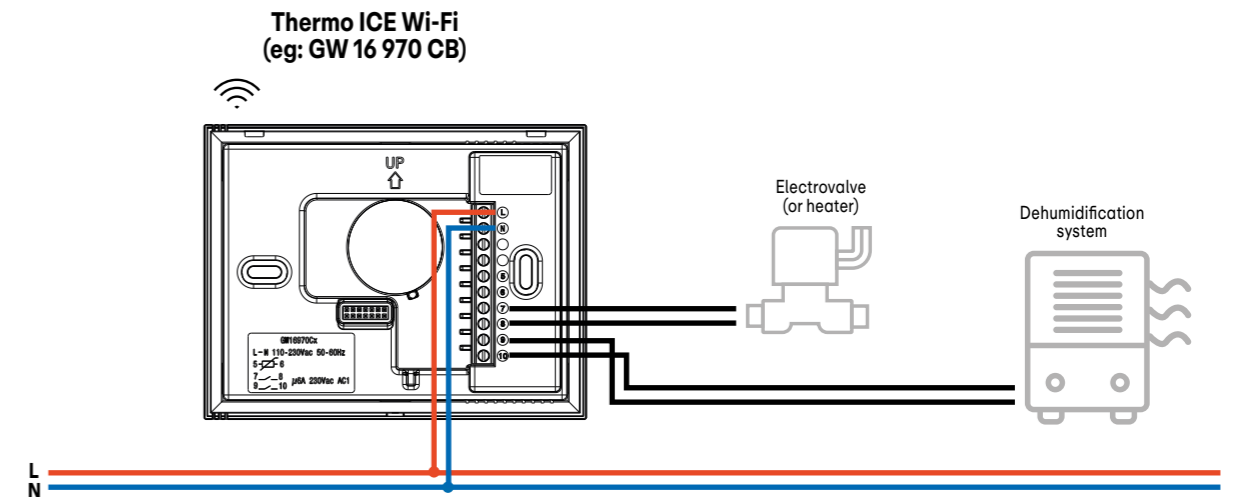 Thermo ICE Wi-Fi
(eg: GW 16 970 CB)
UP
Electrovalve
(or heater)
Dehumidification
system
L
N
5
6
7
8
9
10
GW16970Cx
L-N 110-230Vac 50-60Hz
5 6
7 8
9 10 µ6A 230Vac AC1
L
N